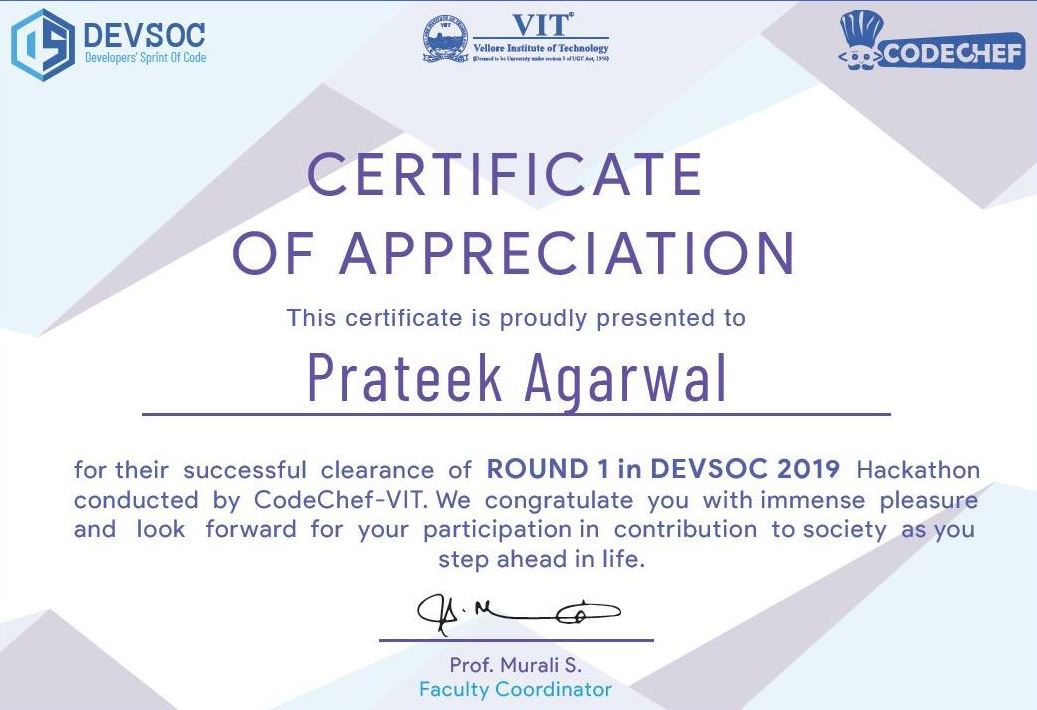 DEVSOC
Developers' Sprint Of Code
VIT
Vellore Institute of Technology
(Deemed to be University under section 3 of UGC Act, 1956)
CODECHEF
CERTIFICATE
OF APPRECIATION
This certificate is proudly presented to
Prateek Agarwal
for their successful clearance of ROUND 1 in DEVSOC 2019 Hackathon
conducted by CodeChef-VIT. We congratulate you with immense pleasure
and look forward for your participation in contribution to society as you
step ahead in life.
Prof. Murali S.
Faculty Coordinator